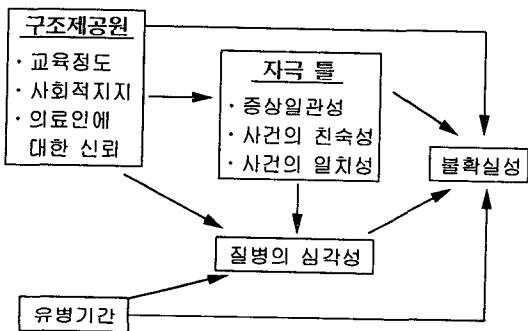 구조제공원
· 교육정도
· 사회적지지
· 의료인에
대한 신뢰
자극 틀
· 증상일관성
· 사건의 친숙성
· 사건의 일치성
불확실성
질병의 심각성
유병기간